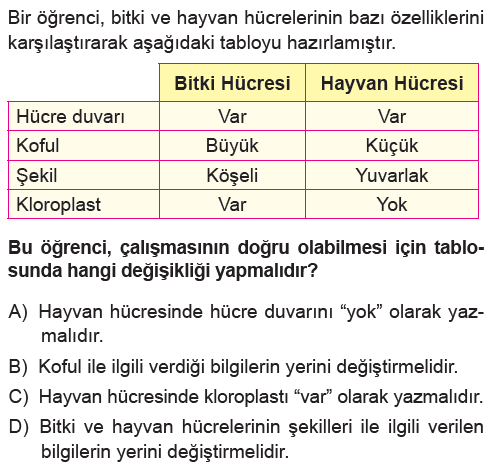 Bir öğrenci, bitki ve hayvan hücrelerinin bazı özelliklerini
karşılaştırarak aşağıdaki tabloyu hazırlamıştır.
Bitki Hücresi Hayvan Hücresi
Hücre duvarı Var Var
Koful Büyük Küçük
Şekil Köşeli Yuvarlak
Kloroplast Var Yok
Bu öğrenci, çalışmasının doğru olabilmesi için tablo-
sunda hangi değişikliği yapmalıdır?
A) Hayvan hücresinde hücre duvarını “yok” olarak yaz-
malıdır.
B) Koful ile ilgili verdiği bilgilerin yerini değiştirmelidir.
C) Hayvan hücresinde kloroplastı “var” olarak yazmalıdır.
D) Bitki ve hayvan hücrelerinin şekilleri ile ilgili verilen
bilgilerin yerini değiştirmelidir.